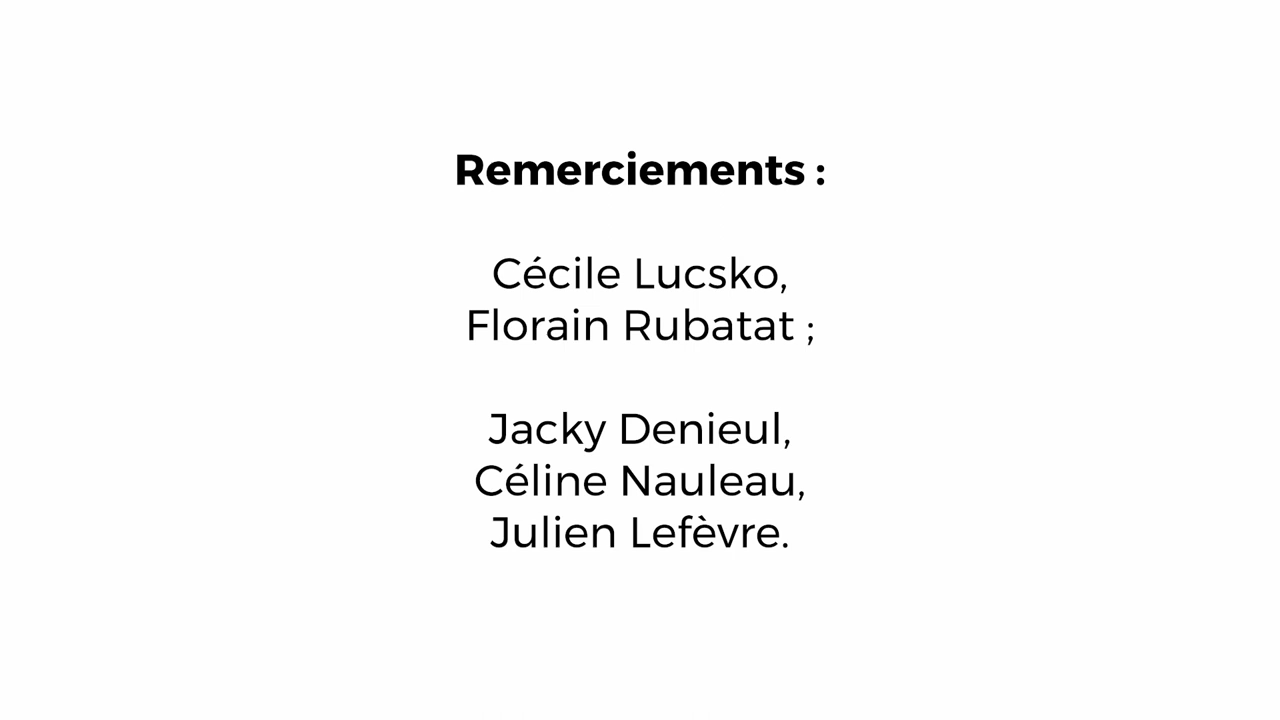 Remerciements :
Cécile Lucsko,
Florain Rubatat ;
Jacky Denieul,
Céline Nauleau,
Julien Lefèvre.